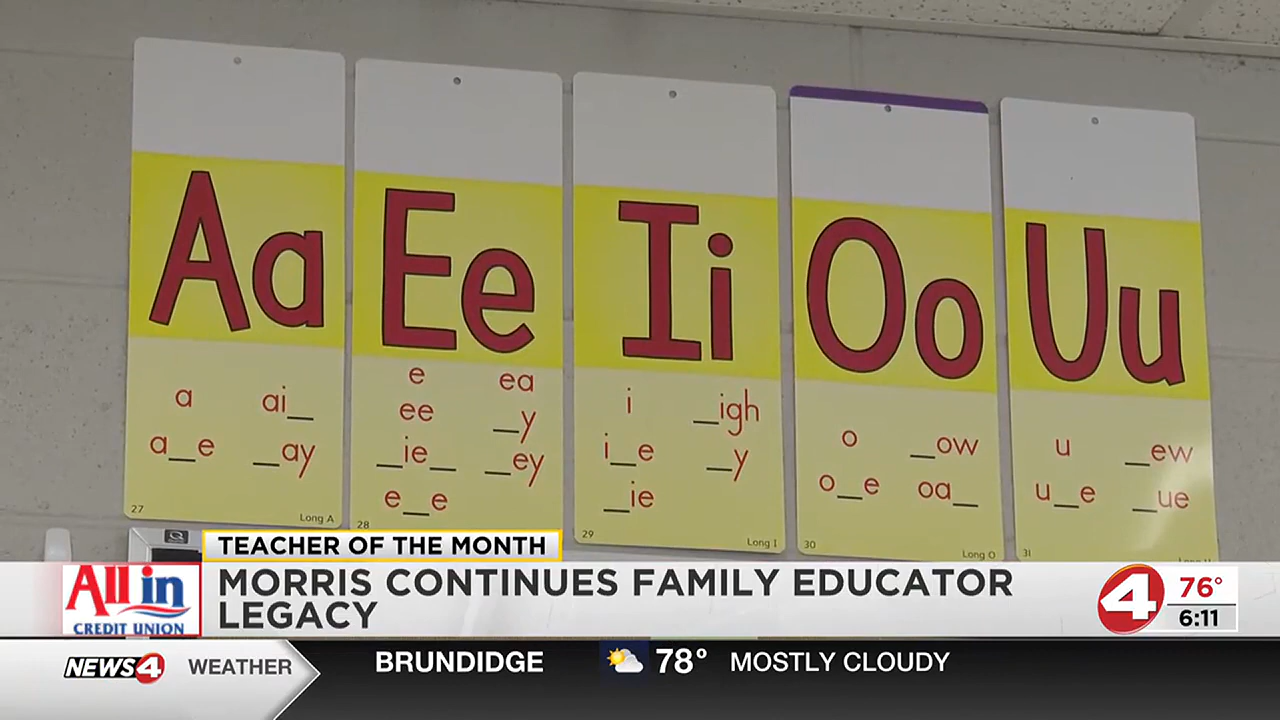 Aa
a ai_
a_e _ay
27 Long A
Ee
e ea
ee _y
_ie_ _ey
e_e
28
Ii
i _igh
i_e _y
_ie
29 Long I
Oo
o _ow
o_e oa_
30 Long O
Uu
u _ew
u_e _ue
31
TEACHER OF THE MONTH
All in
CREDIT UNION
MORRIS CONTINUES FAMILY EDUCATOR
LEGACY
4
76°
6:11
NEWS4 WEATHER
BRUNDIDGE 78° MOSTLY CLOUDY